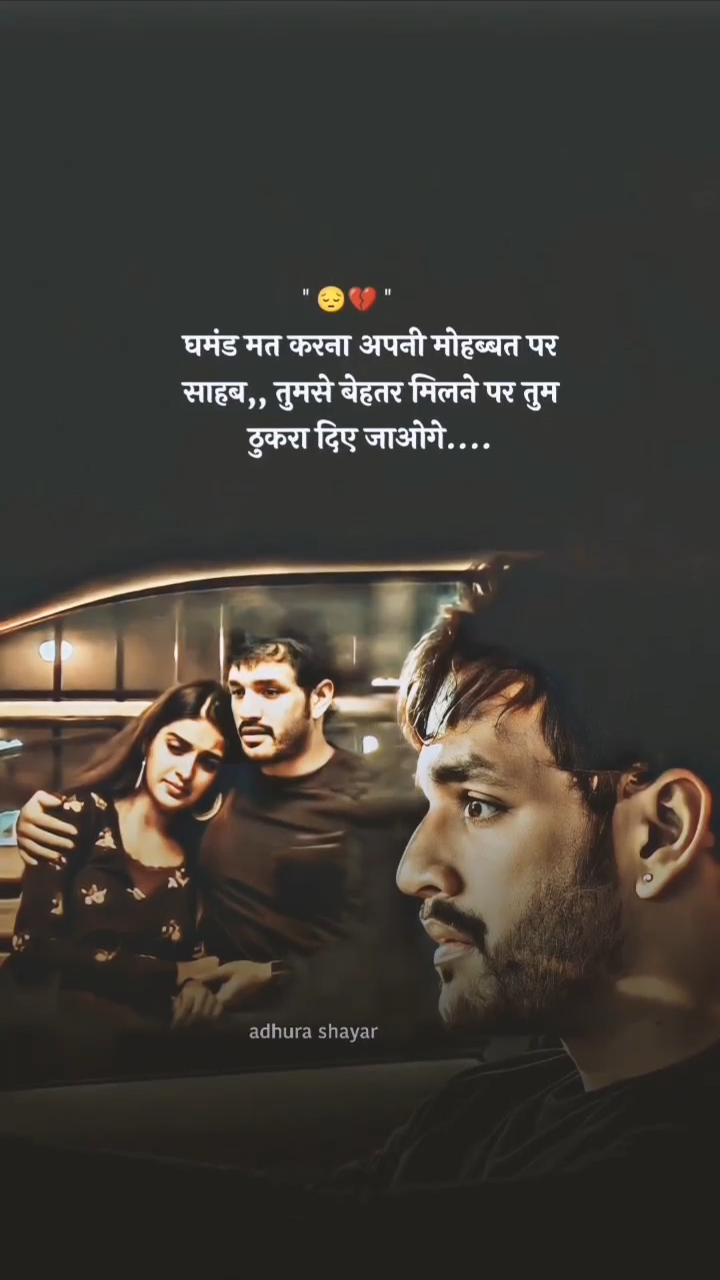 " 😔💔 "
घमंड मत करना अपनी मोहब्बत पर
साहब,, तुमसे बेहतर मिलने पर तुम
ठुकरा दिए जाओगे....
adhura shayar